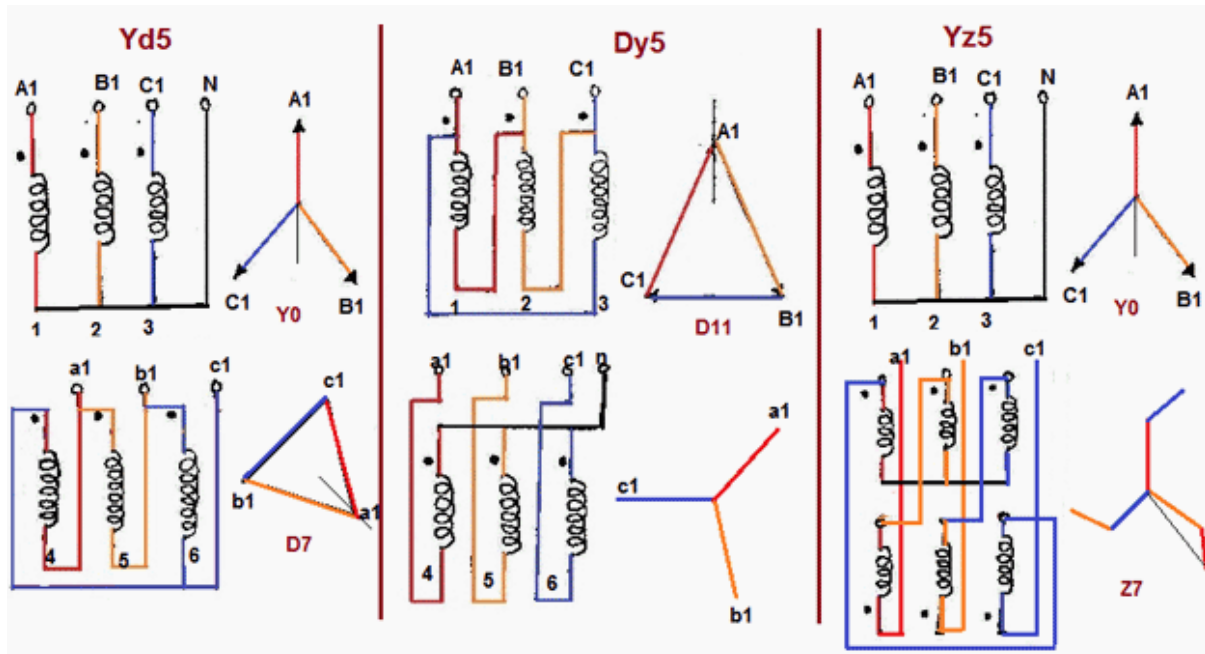 Yd5
Dy5
Yz5
A1 B1 C1 N
A1
C1
B1
Y0
1 2 3
A1 B1 C1
A1
C1
B1
D11
1 2 3
A1 B1 C1 N
A1
C1
B1
Y0
1 2 3
a1 b1 c1
c1
b1
a1
D7
4 5 6
a1 b1 c1 n
a1
c1
b1
4 5 6
a1 b1 c1
Z7